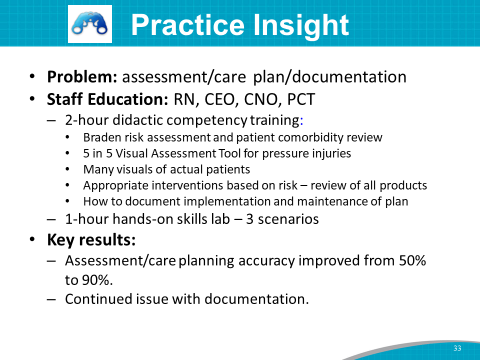 Practice Insight
• Problem: assessment/care plan/documentation
• Staff Education: RN, CEO, CNO, PCT
– 2-hour didactic competency training:
• Braden risk assessment and patient comorbidity review
• 5 in 5 Visual Assessment Tool for pressure injuries
• Many visuals of actual patients
• Appropriate interventions based on risk – review of all products
• How to document implementation and maintenance of plan
– 1-hour hands-on skills lab – 3 scenarios
• Key results:
– Assessment/care planning accuracy improved from 50%
to 90%.
– Continued issue with documentation.
33